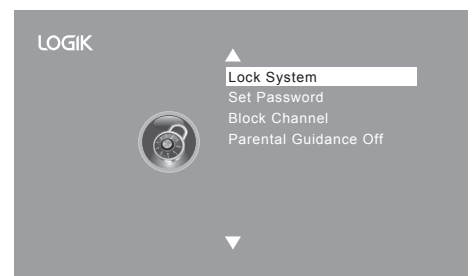 LOGIK
Lock System
Set Password
Block Channel
Parental Guidance Off